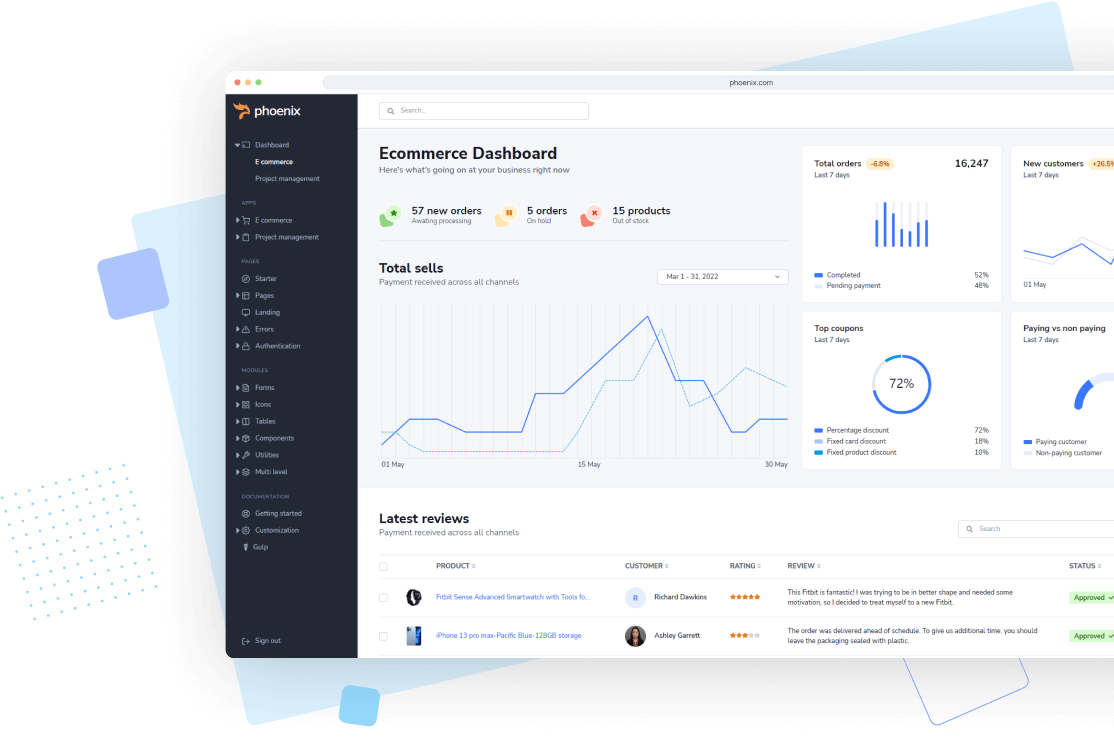 phoenix.com
phoenix
Search...
Dashboard
E commerce
Project management
APPS
E commerce
Project management
PAGES
Starter
Pages
Landing
Errors
Authentication
MODULES
Forms
Icons
Tables
Components
Utilities
Multi level
DOCUMENTATION
Getting started
Customization
Gulp
Sign out
Ecommerce Dashboard
Here's what's going on at your business right now
57 new orders
Awating processing
5 orders
On hold
15 products
Out of stock
Total sells
Payment received across all channels
Mar 1 - 31, 2022
01 May
15 May
30 May
Total orders -6.8% 16,247
Last 7 days
Completed 52%
Pending payment 48%
New customers +26.5%
Last 7 days
01 May
Top coupons
Last 7 days
72%
Percentage discount 72%
Fixed card discount 18%
Fixed product discount 10%
Paying vs non paying
Last 7 days
Paying customer
Non-paying customer
Latest reviews
Payment received across all channels
Search
PRODUCT CUSTOMER RATING REVIEW STATUS
Fitbit Sense Advanced Smartwatch with Tools fo... R Richard Dawkins
This Fitbit is fantastic! I was trying to be in better shape and needed some
motivation, so I decided to treat myself to a new Fitbit.
Approved
iPhone 13 pro max-Pacific Blue-128GB storage Ashley Garrett
The order was delivered ahead of schedule. To give us additional time, you should
leave the packaging sealed with plastic.
Approved